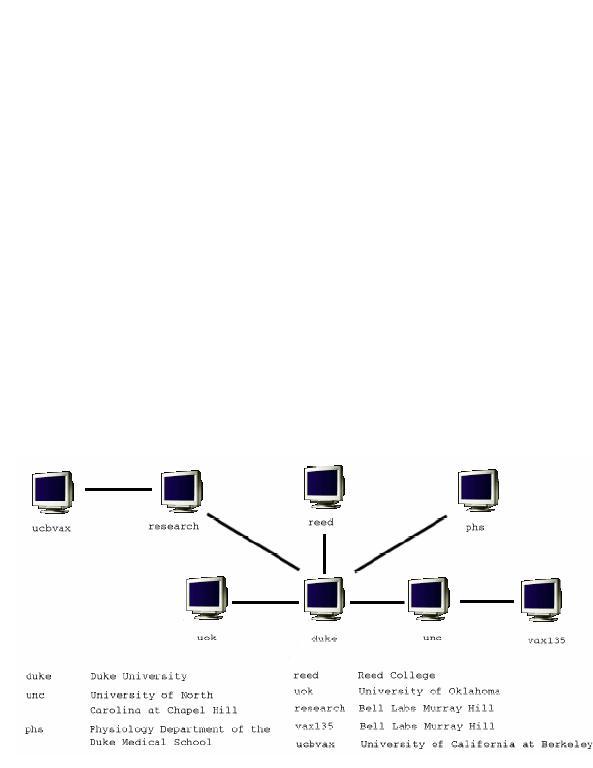 ucbvax research reed phs
uok duke unc vax135
duke Duke University
unc University of North
Carolina at Chapel Hill
phs Physiology Department of the
Duke Medical School
reed Reed College
uok University of Oklahoma
research Bell Labs Murray Hill
vax135 Bell Labs Murray Hill
ucbvax University of California at Berkeley